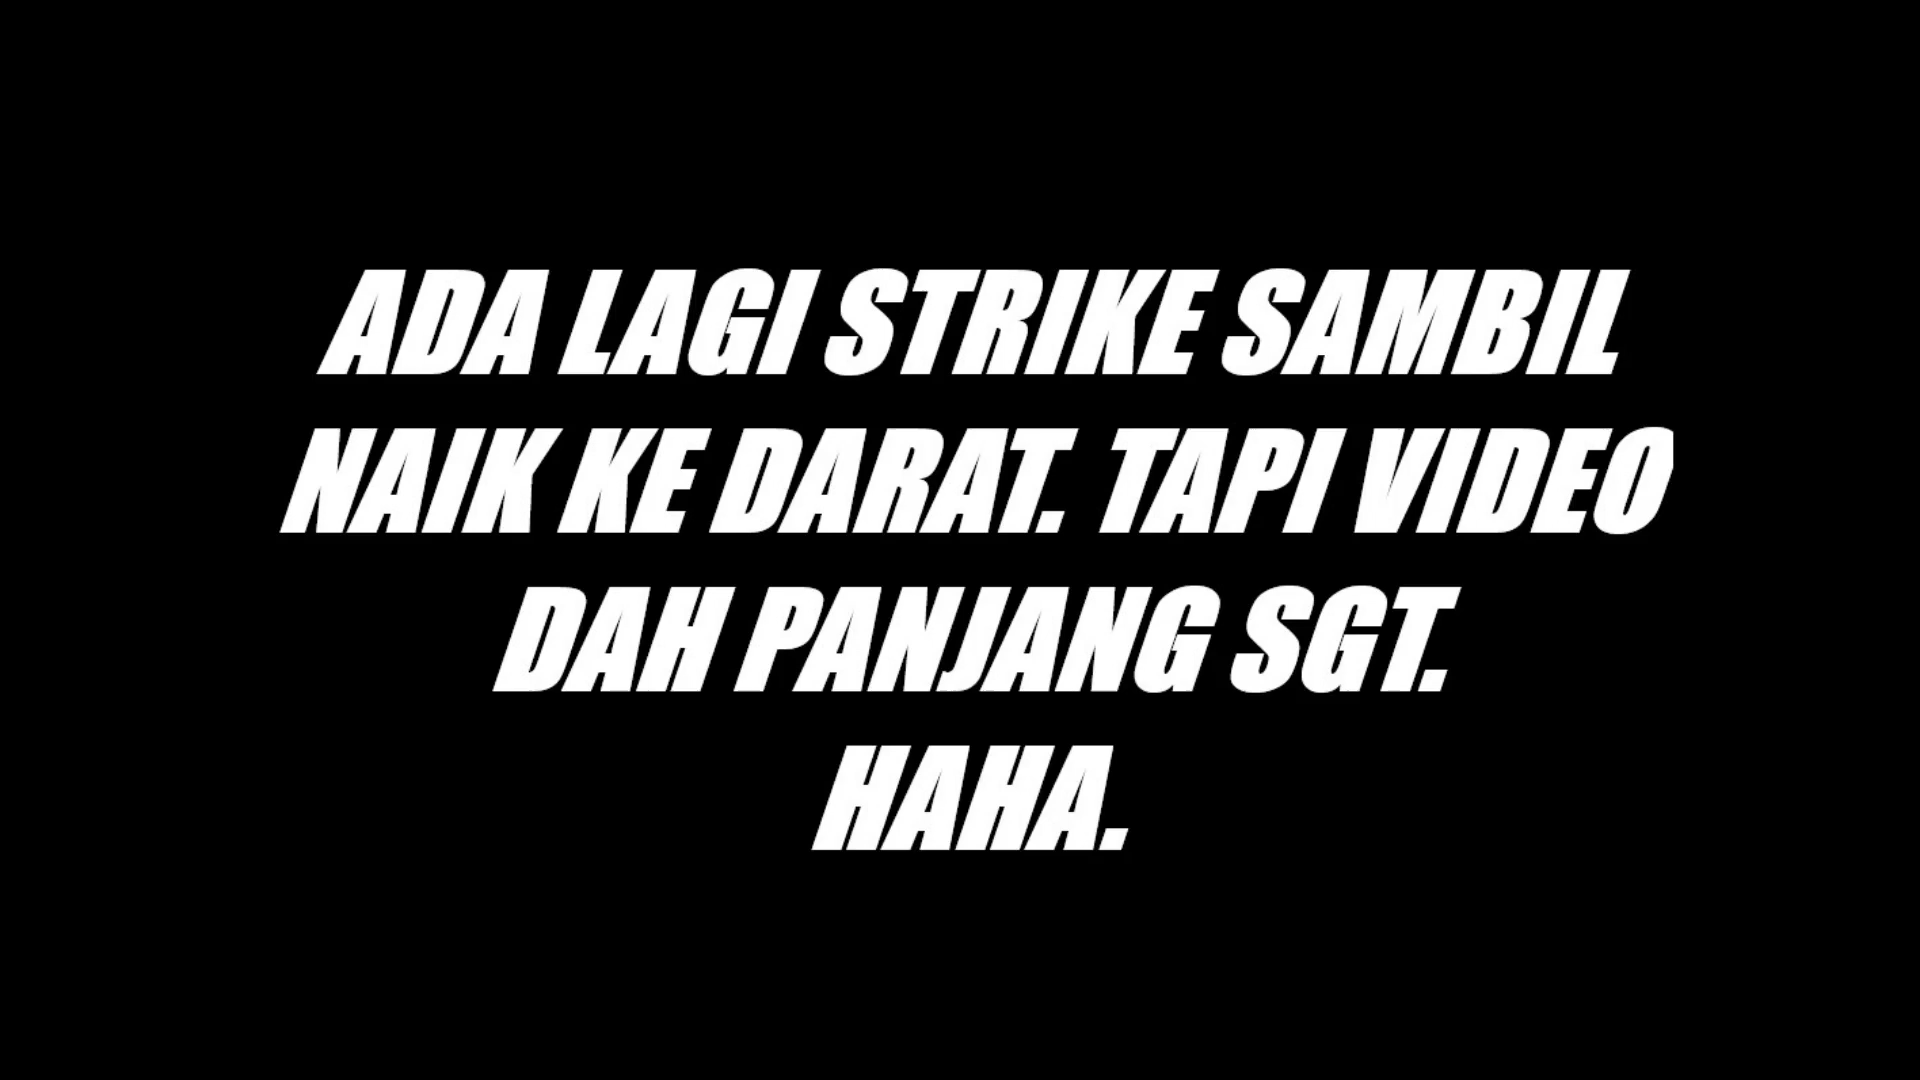 ADA LAGI STRIKE SAMBIL
NAIK KE DARAT. TAPI VIDEO
DAH PANJANG SGT.
HAHA.